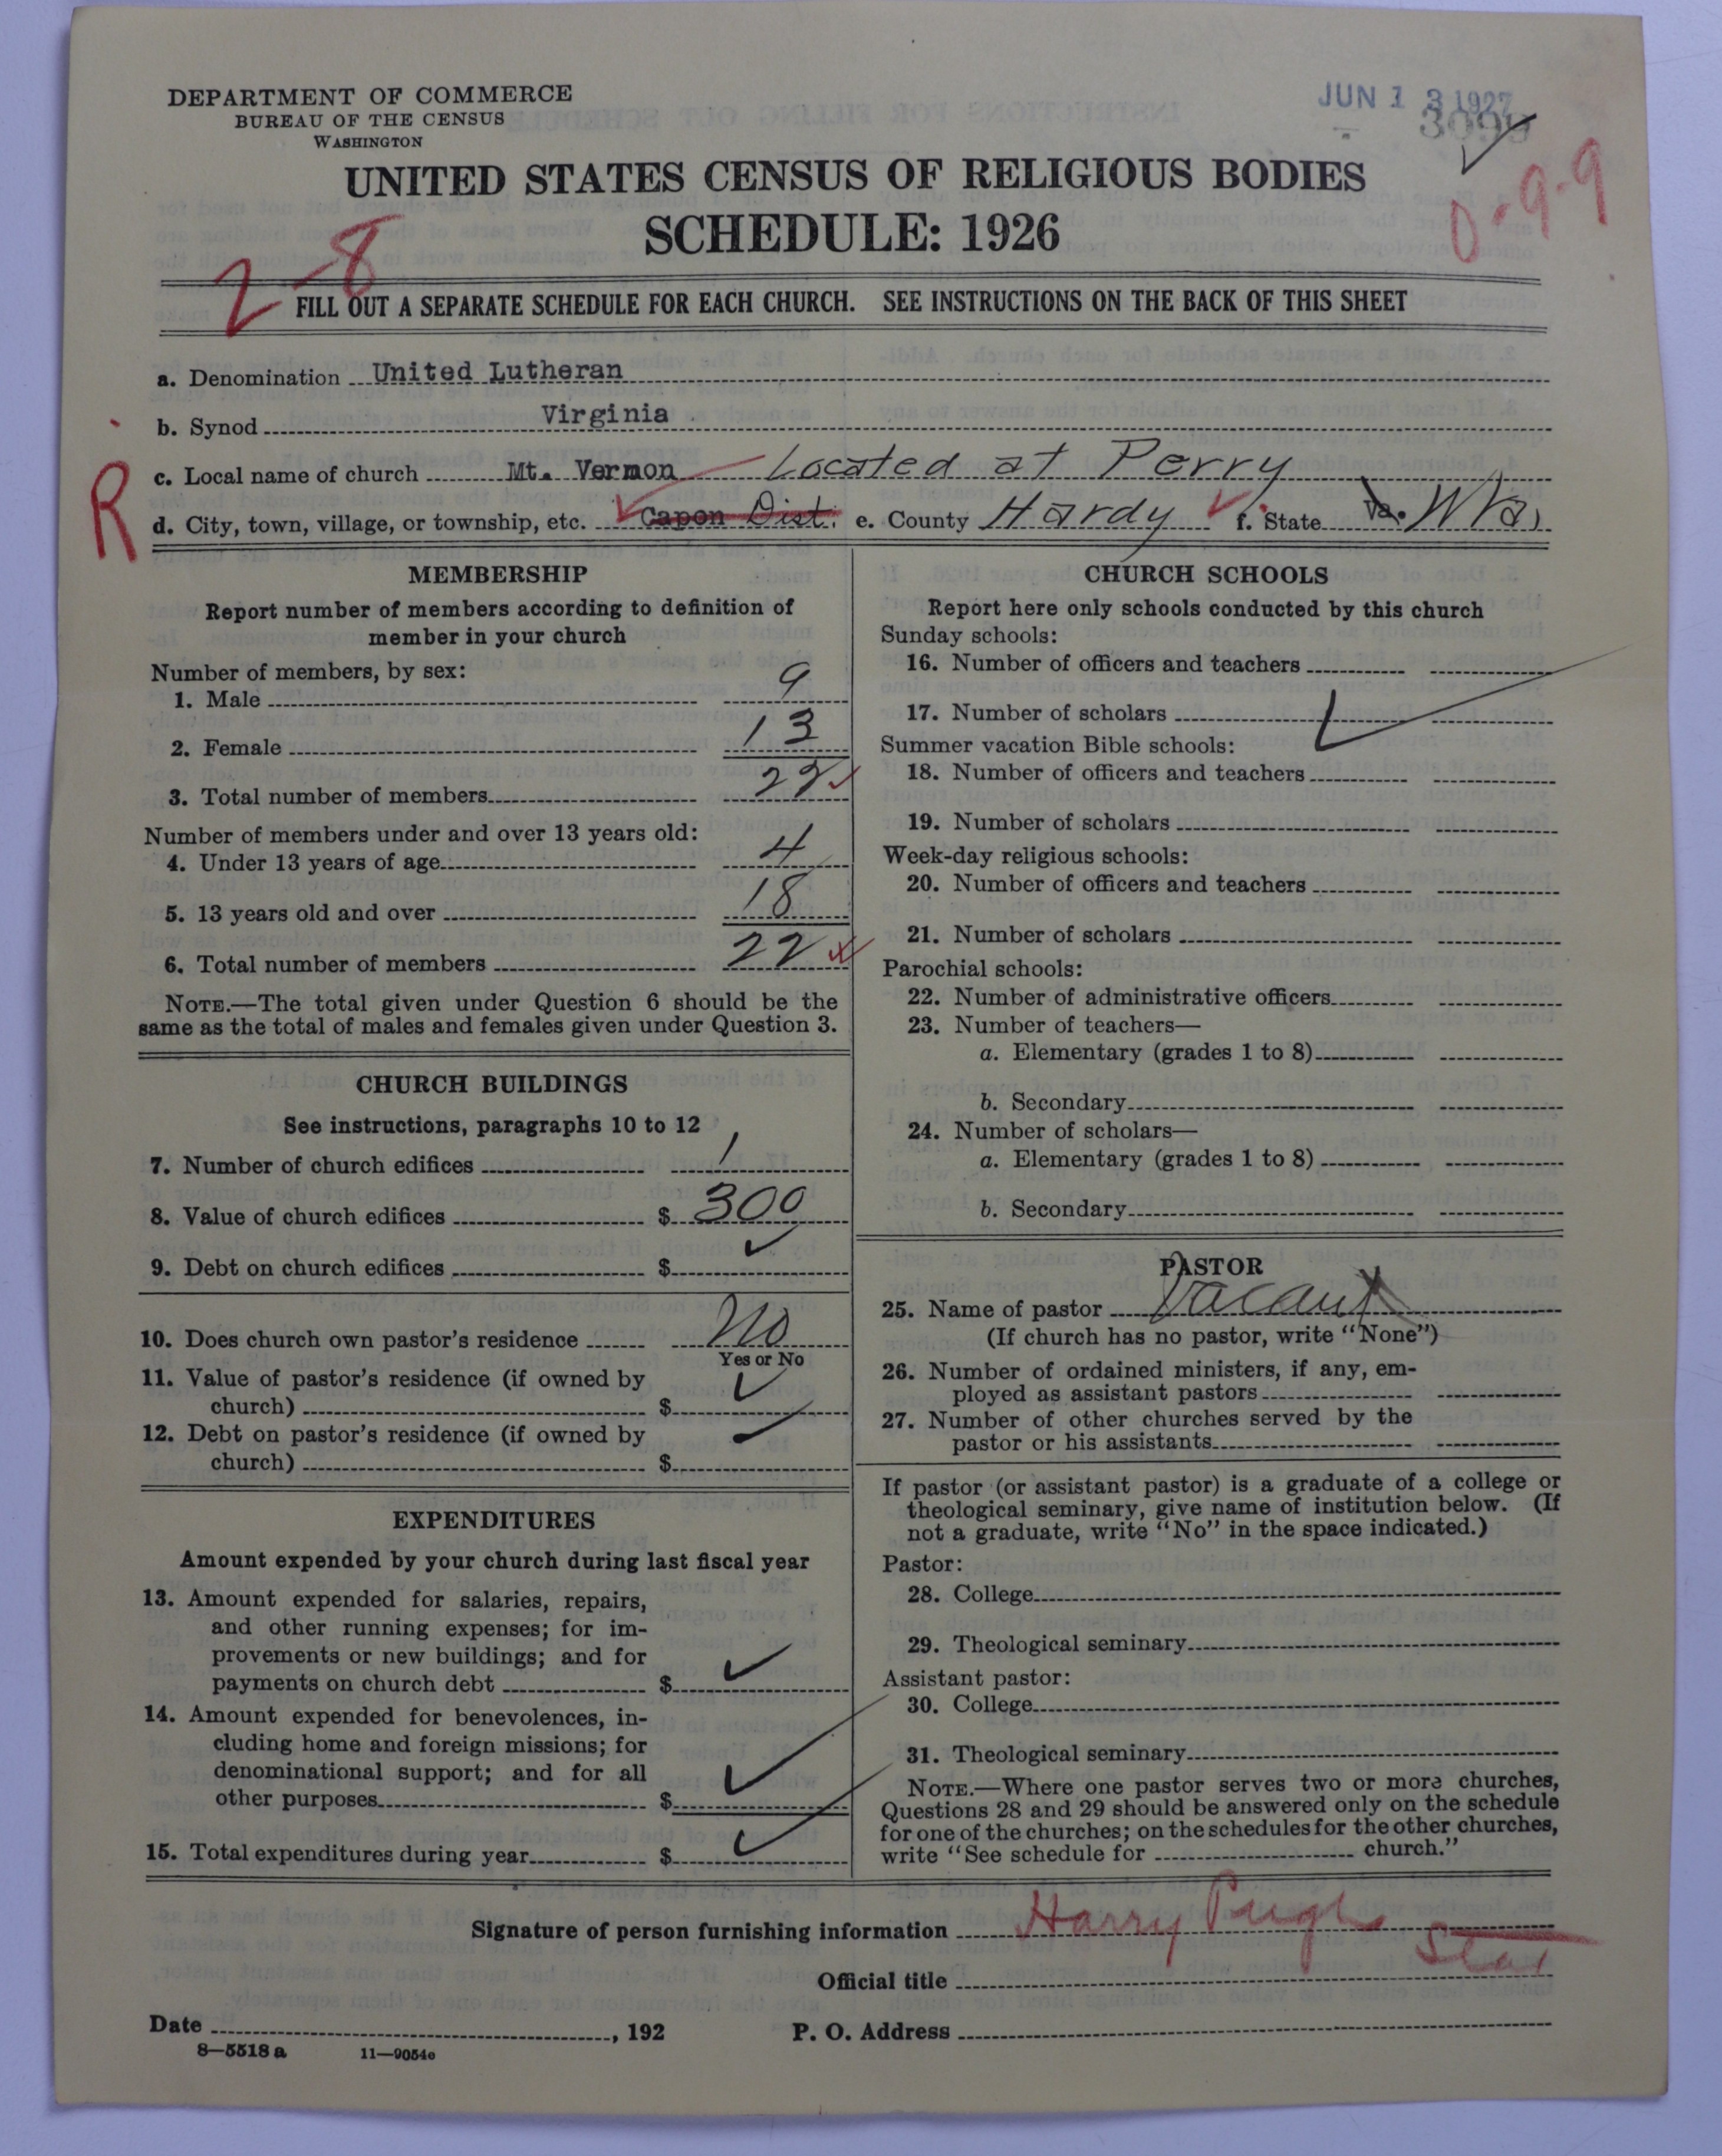 DEPARTMENT OF COMMERCE
BUREAU OF THE CENSUS
WASHINGTON
JUN 13 1927
3099
UNITED STATES CENSUS OF RELIGIOUS BODIES
SCHEDULE: 1926
0-9-9
2-8
FILL OUT A SEPARATE SCHEDULE FOR EACH CHURCH. SEE INSTRUCTIONS ON THE BACK OF THIS SHEET
a. Denomination United Lutheran
b. Synod Virginia
R
c. Local name of church Mt. Vermon Located at Perry
d. City, town, village, or township, etc. Capon Dist. e. County Hardy f. State Va. W Va.
MEMBERSHIP
Report number of members according to definition of
member in your church
Number of members, by sex:
1. Male 9
2. Female 13
3. Total number of members 22
Number of members under and over 13 years old:
4. Under 13 years of age 4
5. 13 years old and over 18
6. Total number of members 22
NOTE.—The total given under Question 6 should be the
same as the total of males and females given under Question 3.
CHURCH BUILDINGS
See instructions, paragraphs 10 to 12
7. Number of church edifices 1
8. Value of church edifices $ 300
9. Debt on church edifices $
10. Does church own pastor's residence No
Yes or No
11. Value of pastor's residence (if owned by
church) $
12. Debt on pastor's residence (if owned by
church) $
EXPENDITURES
Amount expended by your church during last fiscal year
13. Amount expended for salaries, repairs,
and other running expenses; for im-
provements or new buildings; and for
payments on church debt $
14. Amount expended for benevolences, in-
cluding home and foreign missions; for
denominational support; and for all
other purposes $
15. Total expenditures during year $
CHURCH SCHOOLS
Report here only schools conducted by this church
Sunday schools:
16. Number of officers and teachers
17. Number of scholars
Summer vacation Bible schools:
18. Number of officers and teachers
19. Number of scholars
Week-day religious schools:
20. Number of officers and teachers
21. Number of scholars
Parochial schools:
22. Number of administrative officers
23. Number of teachers—
a. Elementary (grades 1 to 8)
b. Secondary
24. Number of scholars—
a. Elementary (grades 1 to 8)
b. Secondary
PASTOR
25. Name of pastor Vacant
(If church has no pastor, write "None")
26. Number of ordained ministers, if any, em-
ployed as assistant pastors
27. Number of other churches served by the
pastor or his assistants
If pastor (or assistant pastor) is a graduate of a college or
theological seminary, give name of institution below. (If
not a graduate, write "No" in the space indicated.)
Pastor:
28. College
29. Theological seminary
Assistant pastor:
30. College
31. Theological seminary
NOTE.—Where one pastor serves two or more churches,
Questions 28 and 29 should be answered only on the schedule
for one of the churches; on the schedules for the other churches,
write "See schedule for church."
Signature of person furnishing information Harry Pugh
Official title
Date , 192 P. O. Address
8—5518 a 11—9054e